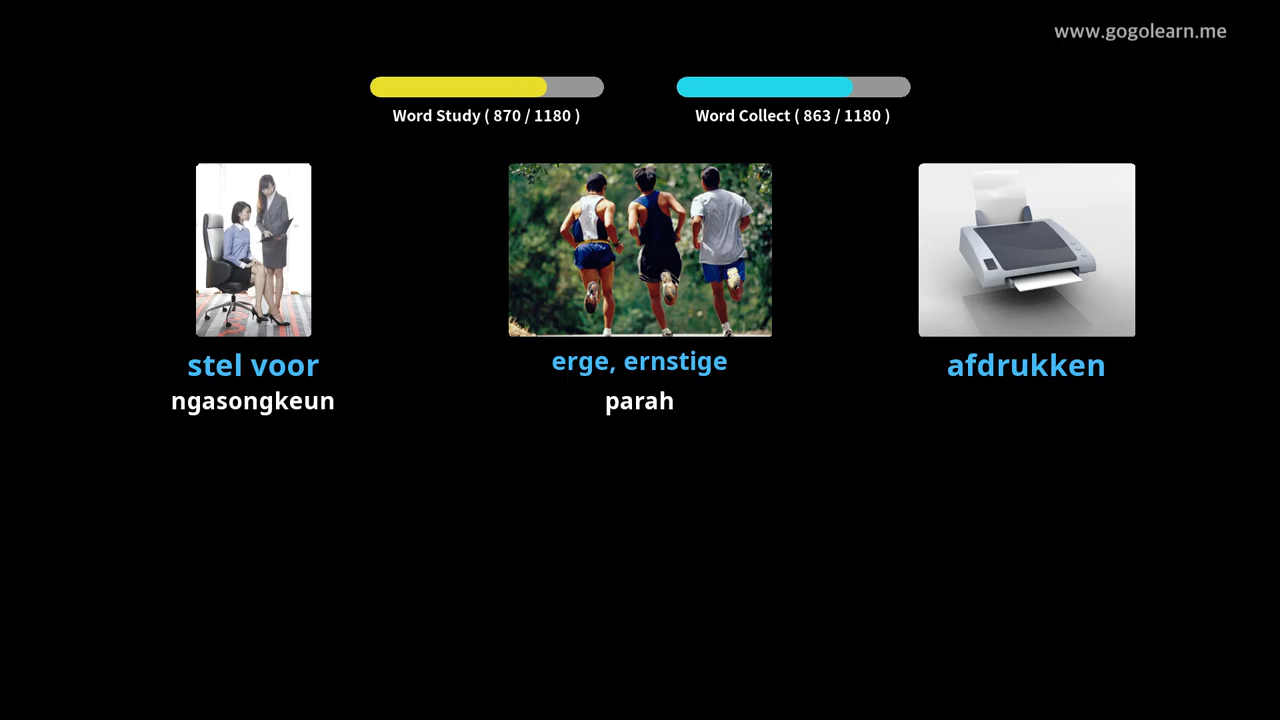 www.gogolearn.me
Word Study ( 870 / 1180 )
Word Collect ( 863 / 1180 )
stel voor
ngasongkeun
erge, ernstige
parah
afdrukken